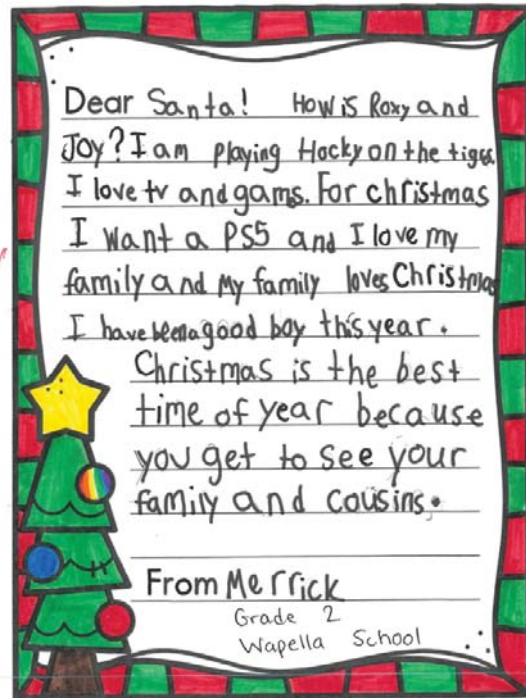 Dear Santa! How is Roxy and
Joy? I am playing Hocky on the tigers.
I love tv and gams. For christmas
I want a PS5 and I love my
family and My family loves Christmas
I have been a good boy this year.
Christmas is the best
time of year because
you get to see your
family and cousins.
From Merrick
Grade 2
Wapella School